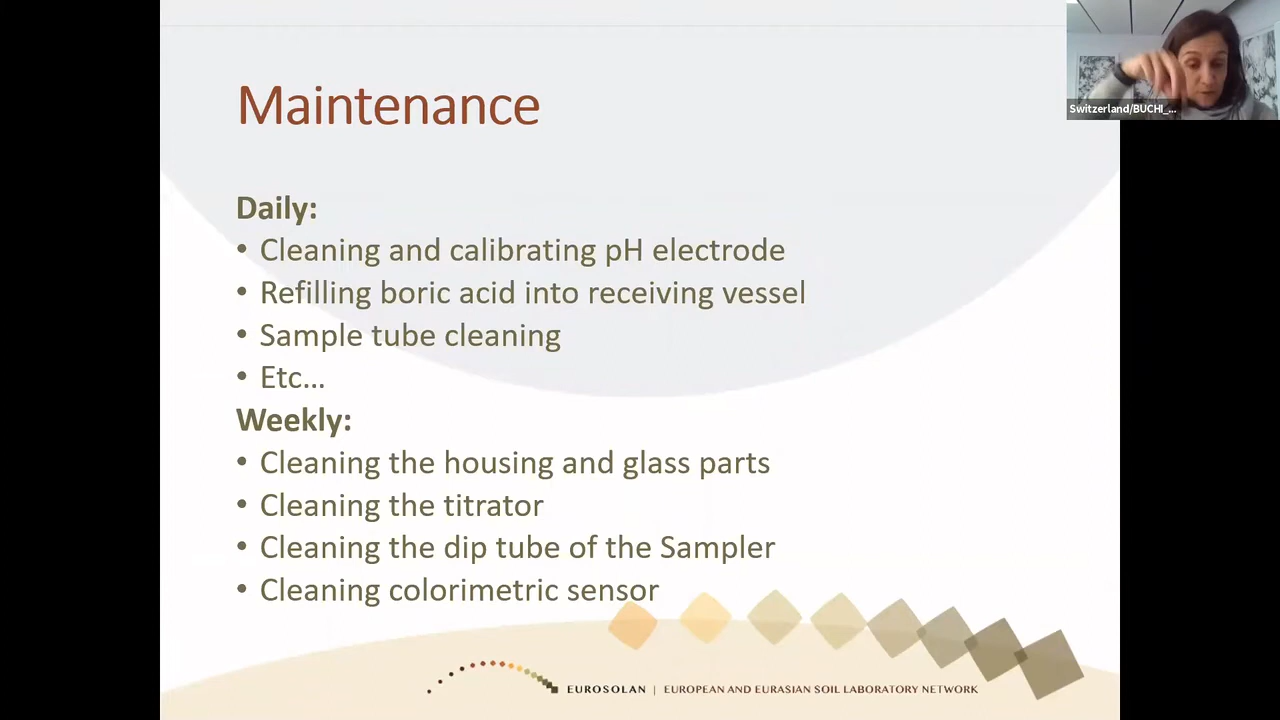 Maintenance
Switzerland/BUCHI_...
Daily:
• Cleaning and calibrating pH electrode
• Refilling boric acid into receiving vessel
• Sample tube cleaning
• Etc…
Weekly:
• Cleaning the housing and glass parts
• Cleaning the titrator
• Cleaning the dip tube of the Sampler
• Cleaning colorimetric sensor
EUROSOLAN | EUROPEAN AND EURASIAN SOIL LABORATORY NETWORK